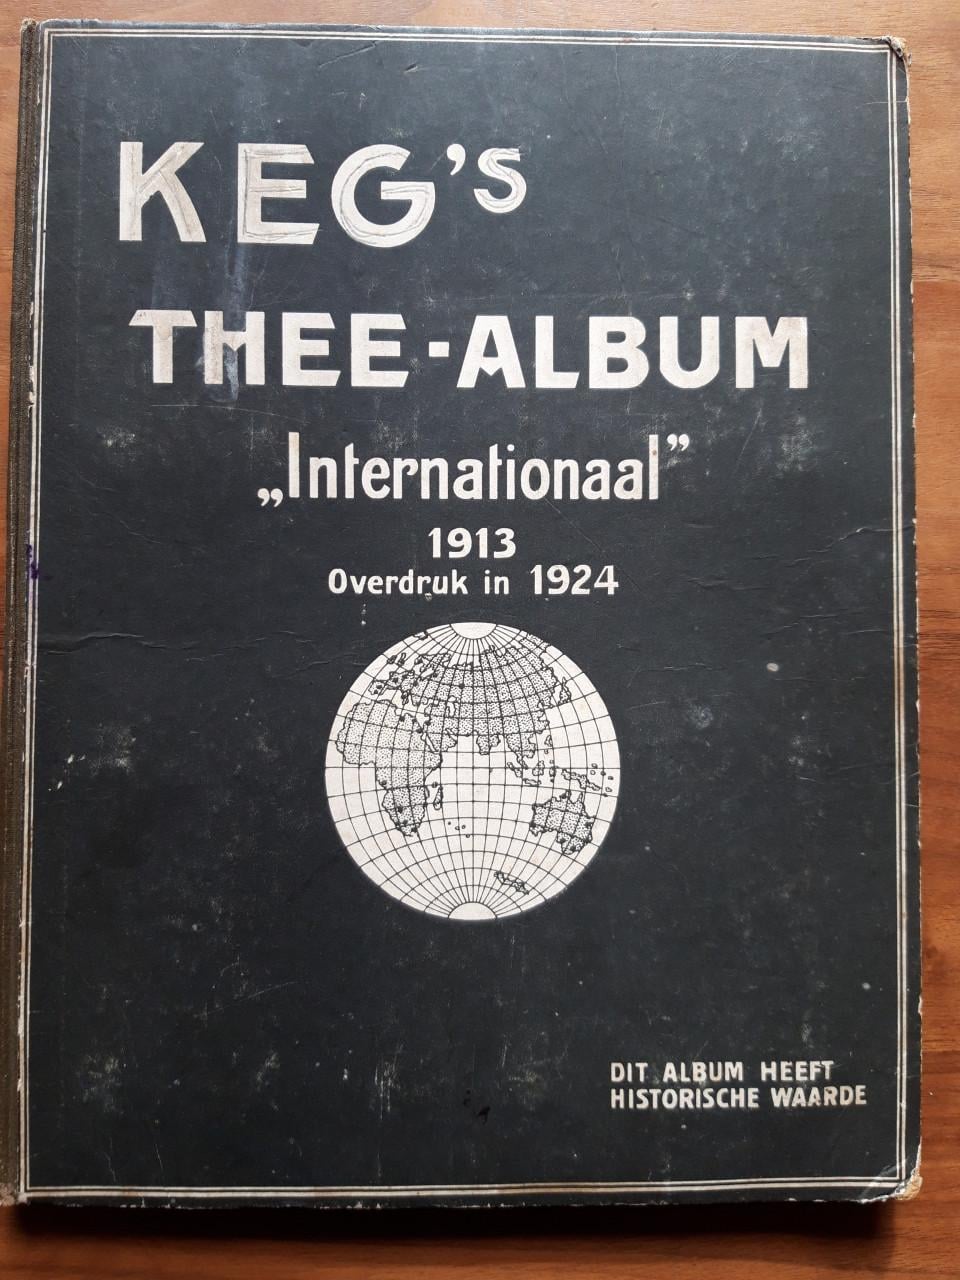 KEG's
THEE-ALBUM
„Internationaal”
1913
Overdruk in 1924
DIT ALBUM HEEFT
HISTORISCHE WAARDE